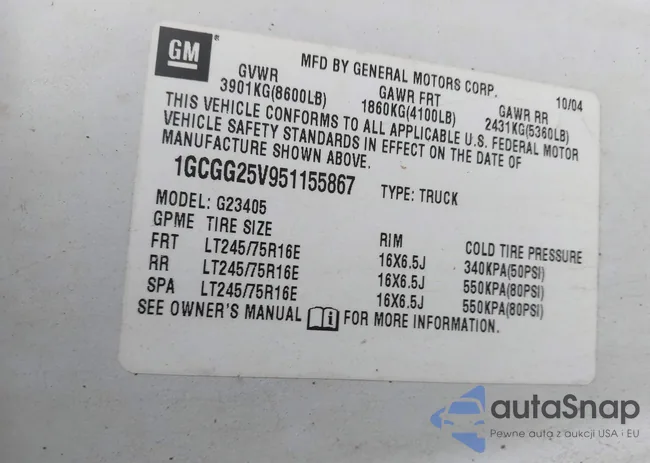 GM
MFD BY GENERAL MOTORS CORP.
10/04
GVWR GAWR FRT GAWR RR
3901KG(8600LB) 1860KG(4100LB) 2431KG(5360LB)
THIS VEHICLE CONFORMS TO ALL APPLICABLE U.S. FEDERAL MOTOR
VEHICLE SAFETY STANDARDS IN EFFECT ON THE DATE OF
MANUFACTURE SHOWN ABOVE.
1GCGG25V951155867 TYPE: TRUCK
MODEL: G23405
GPME TIRE SIZE RIM COLD TIRE PRESSURE
FRT LT245/75R16E 16X6.5J 340KPA(50PSI)
RR LT245/75R16E 16X6.5J 550KPA(80PSI)
SPA LT245/75R16E 16X6.5J 550KPA(80PSI)
SEE OWNER'S MANUAL FOR MORE INFORMATION.
autaSnap
Pewne auta z aukcji USA i EU